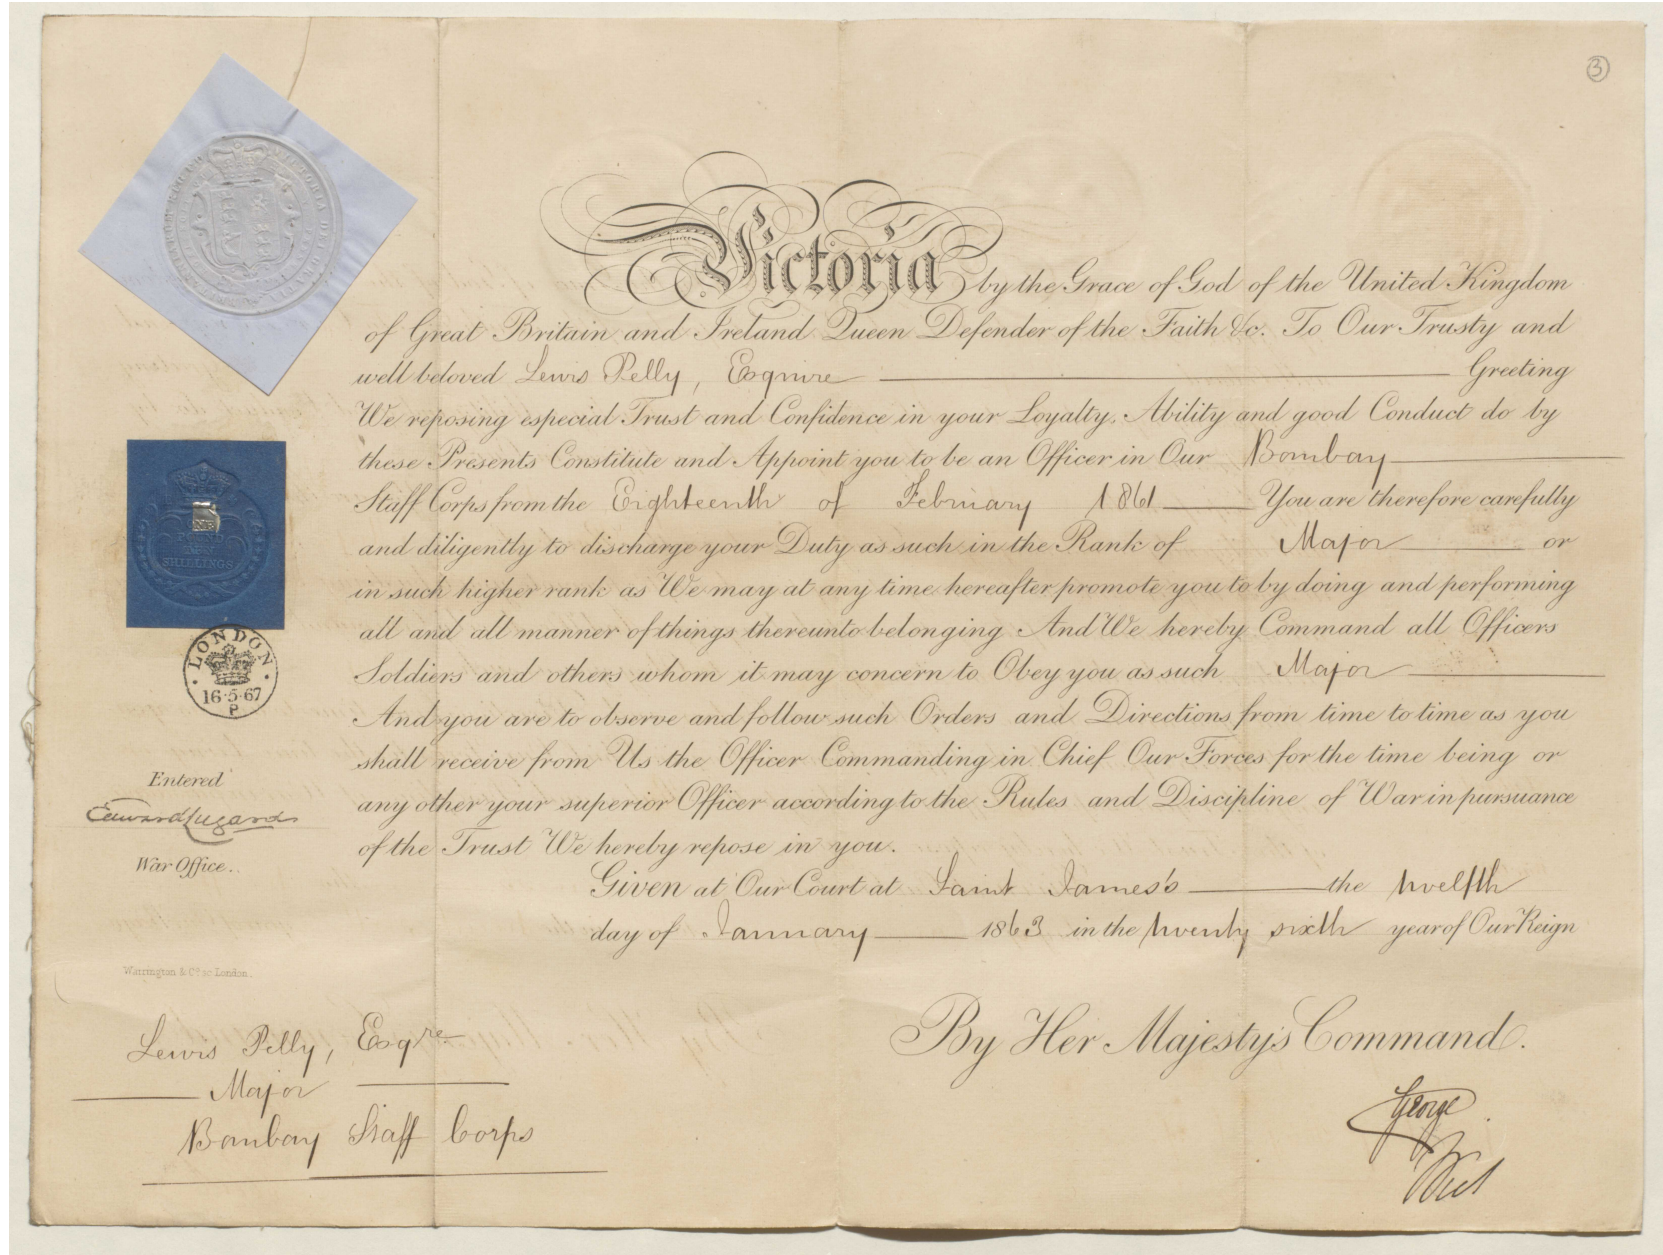 3
Victoria by the Grace of God of the United Kingdom
of Great Britain and Ireland Queen Defender of the Faith &c. To Our Trusty and
well beloved Lewis Pelly, Esquire Greeting
We reposing especial Trust and Confidence in your Loyalty, Ability and good Conduct do by
these Presents Constitute and Appoint you to be an Officer in Our Bombay
Staff Corps from the Eighteenth of February 1861 You are therefore carefully
and diligently to discharge your Duty as such in the Rank of Major or
in such higher rank as We may at any time hereafter promote you to by doing and performing
all and all manner of things thereunto belonging And We hereby Command all Officers
Soldiers and others whom it may concern to Obey you as such Major
And you are to observe and follow such Orders and Directions from time to time as you
shall receive from Us the Officer Commanding in Chief Our Forces for the time being or
any other your superior Officer according to the Rules and Discipline of War in pursuance
of the Trust We hereby repose in you.
Given at Our Court at Saint James's the twelfth
day of January 1863 in the twenty sixth year of Our Reign
By Her Majesty's Command.
George
POUND
SHILLINGS
LONDON
16·5·67
P
Entered
Edward Lugard
War Office.
Warrington & Co. sc London.
Lewis Pelly, Esqre
Major
Bombay Staff Corps